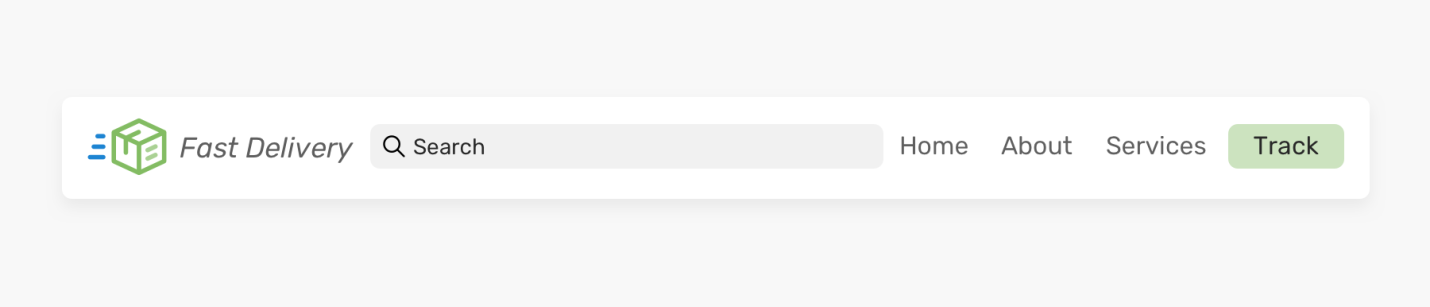 Fast Delivery
Search
Home
About
Services
Track